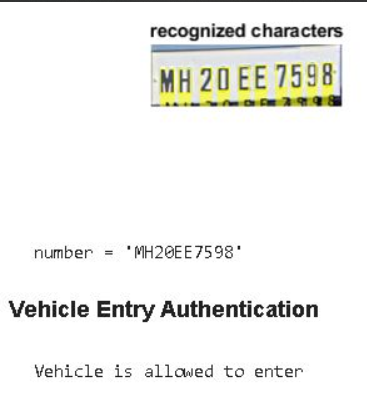 recognized characters
MH 20 EE 7598
number = 'MH20EE7598'
Vehicle Entry Authentication
Vehicle is allowed to enter